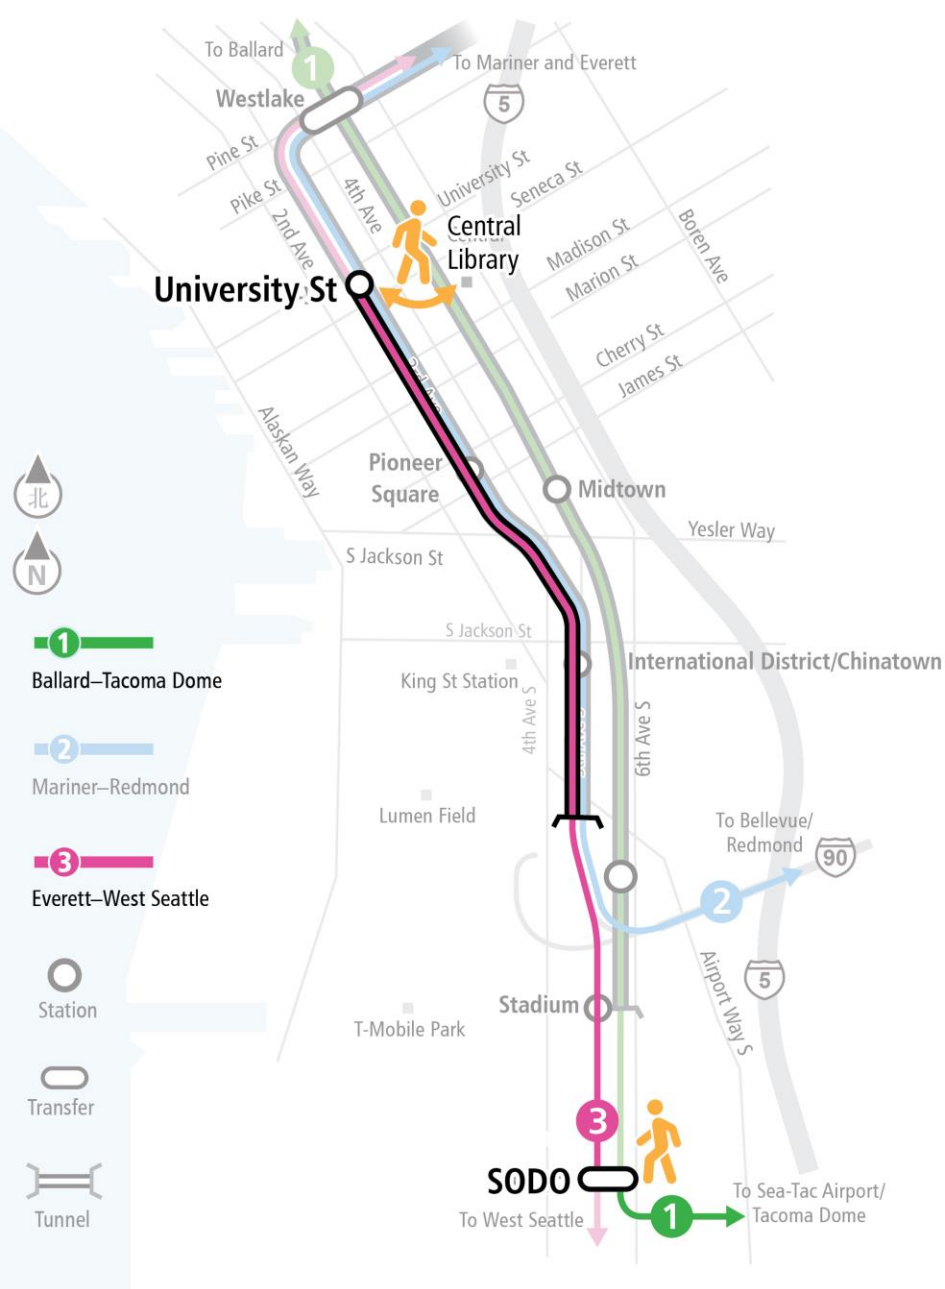 To Ballard
1
To Mariner and Everett
Westlake
5
Pine St
Pike St
4th Ave
University St
Seneca St
2nd Ave
Central
Library
Madison St
Marion St
Boren Ave
University St
Cherry St
James St
Alaskan Way
Pioneer
Square
Midtown
北
N
Yesler Way
S Jackson St
S Jackson St
1
Ballard–Tacoma Dome
King St Station
International District/Chinatown
4th Ave S
6th Ave S
2
Mariner–Redmond
Lumen Field
To Bellevue/
Redmond
90
3
Everett–West Seattle
2
Station
Stadium
T-Mobile Park
Airport Way S
5
Transfer
3
SODO
Tunnel
To West Seattle
1
To Sea-Tac Airport/
Tacoma Dome